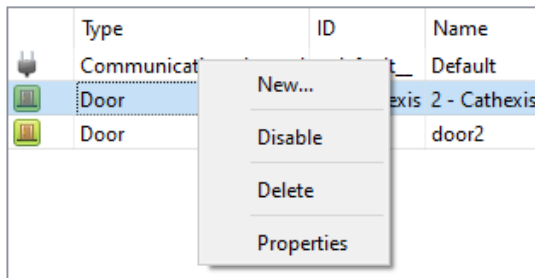 Type ID Name
Default
New...
Door 2 - Cathexis
Door Disable door2
Delete
Properties